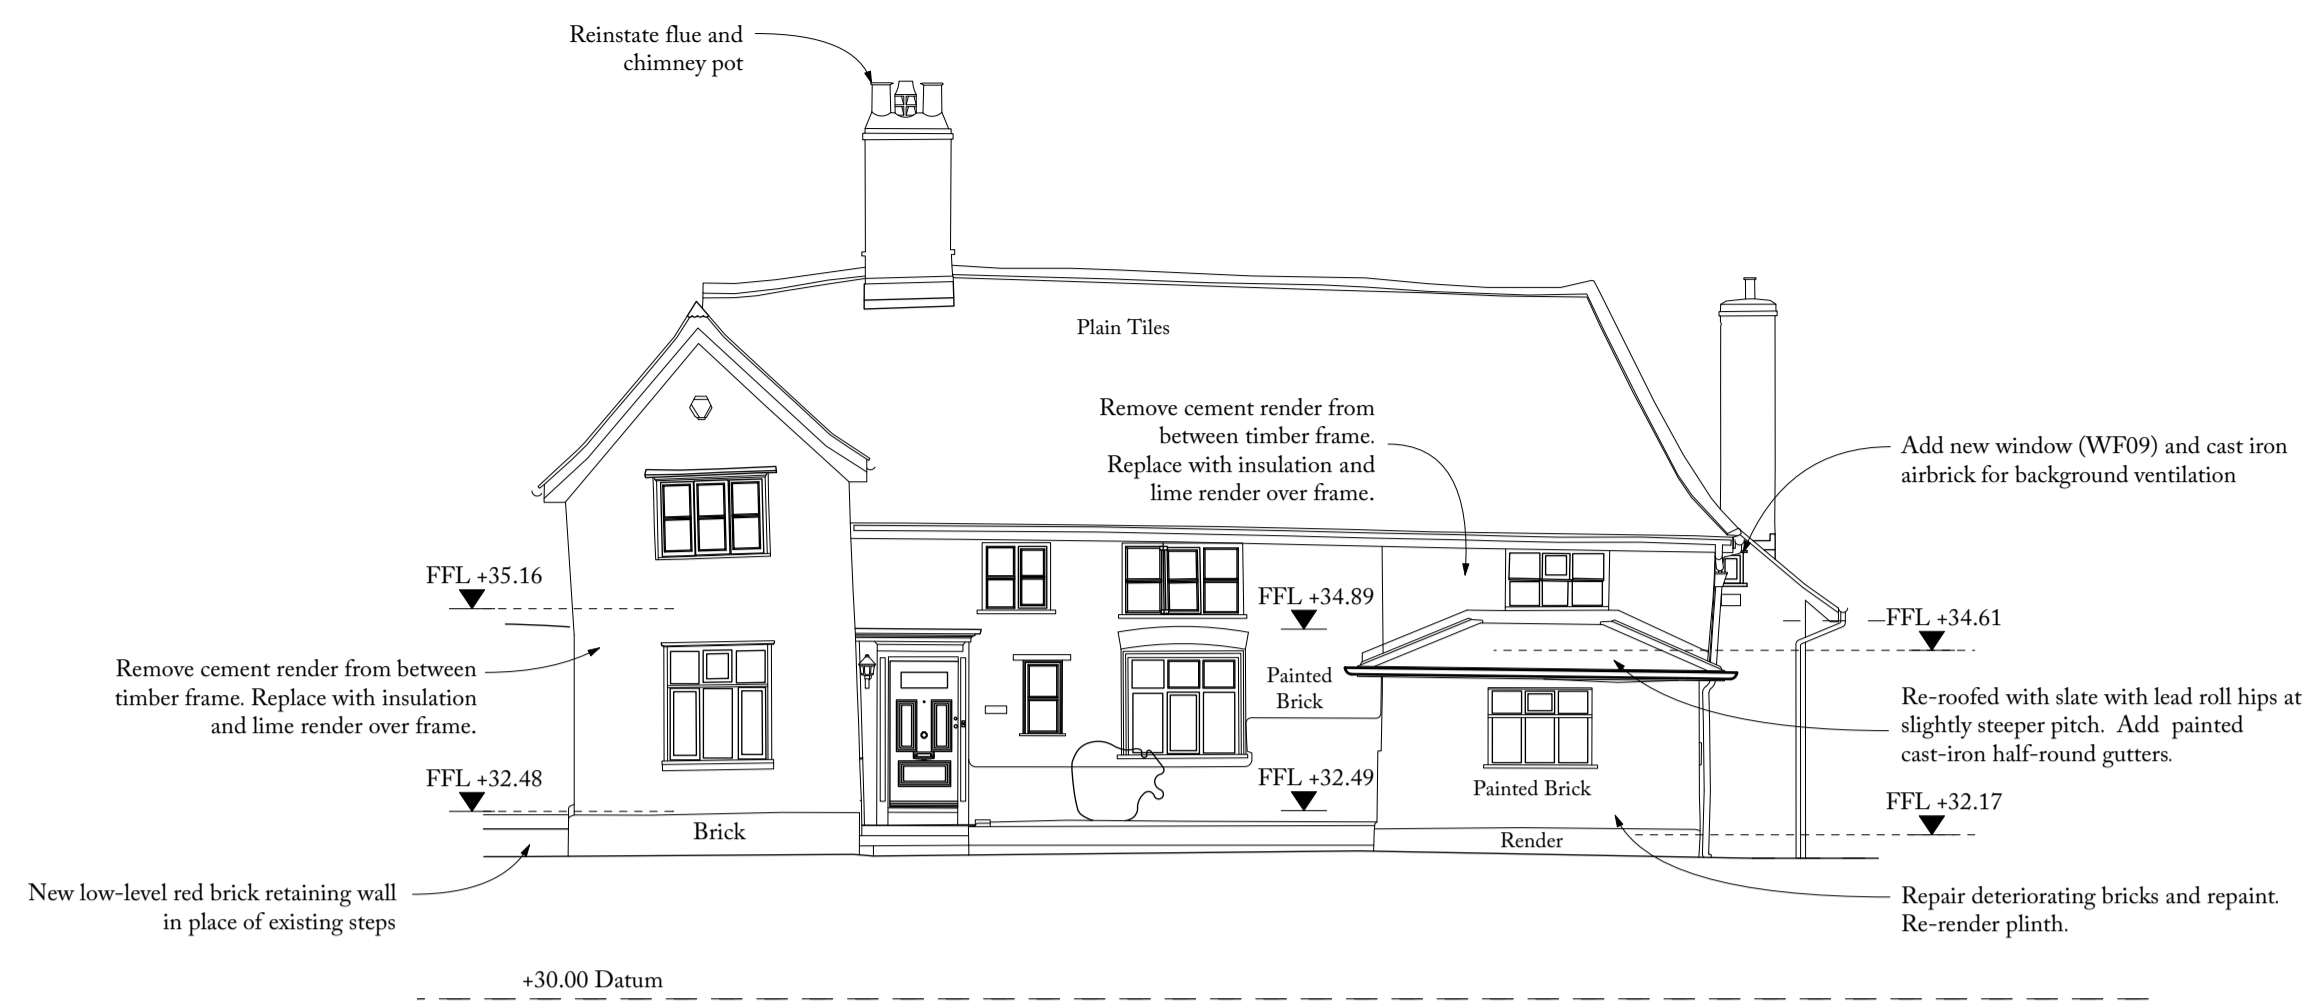 Reinstate flue and
chimney pot
Plain Tiles
Remove cement render from
between timber frame.
Replace with insulation and
lime render over frame.
Add new window (WF09) and cast iron
airbrick for background ventilation
FFL +35.16
FFL +34.89
FFL +34.61
Remove cement render from between
timber frame. Replace with insulation
and lime render over frame.
Painted
Brick
Re-roofed with slate with lead roll hips at
slightly steeper pitch. Add painted
cast-iron half-round gutters.
FFL +32.48
FFL +32.49
Painted Brick
FFL +32.17
Brick
Render
New low-level red brick retaining wall
in place of existing steps
Repair deteriorating bricks and repaint.
Re-render plinth.
+30.00 Datum